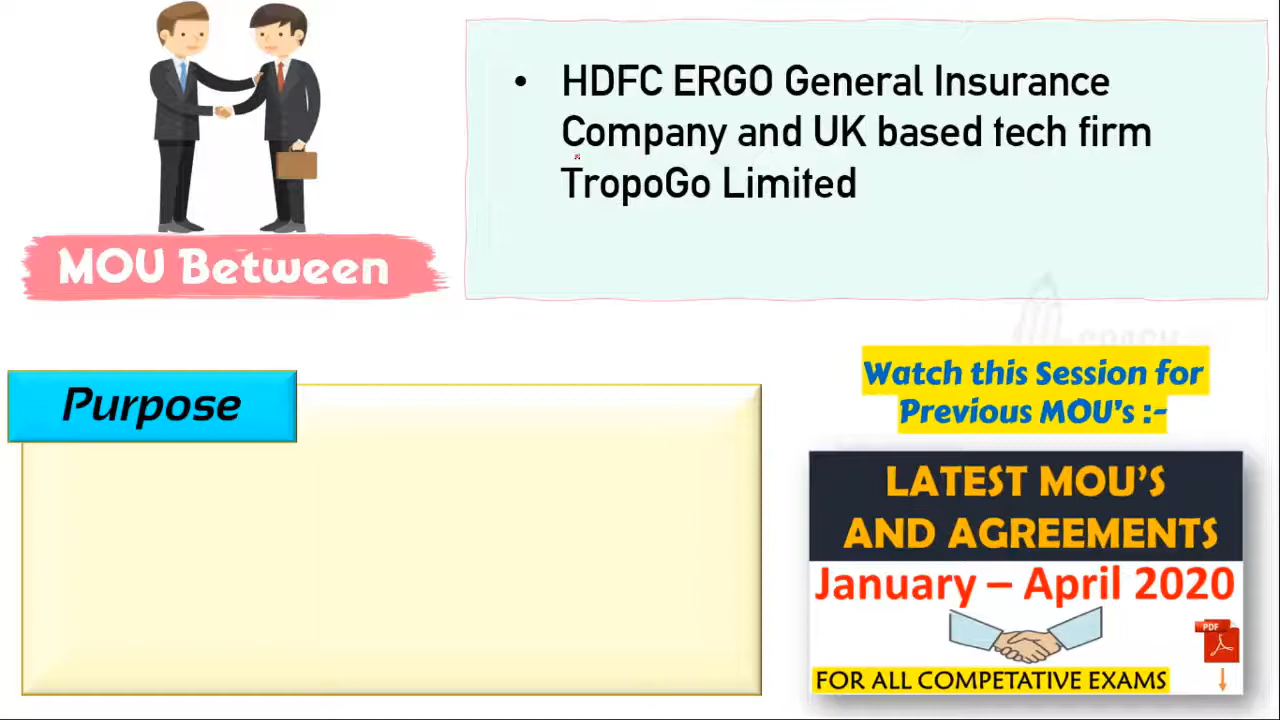 • HDFC ERGO General Insurance
Company and UK based tech firm
TropoGo Limited
MOU Between
Purpose
Watch this Session for
Previous MOU's :-
LATEST MOU'S
AND AGREEMENTS
January – April 2020
PDF
FOR ALL COMPETATIVE EXAMS